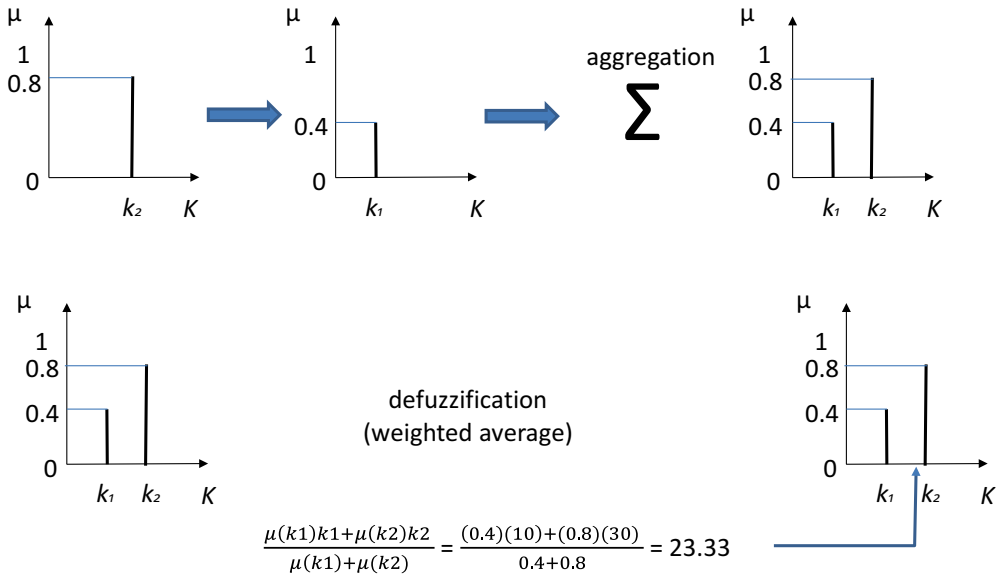 μ
1
0.8
0
k₂ K
μ
1
0.4
0
k₁ K
aggregation
Σ
μ
1
0.8
0.4
0
k₁ k₂ K
μ
1
0.8
0.4
0
k₁ k₂ K
defuzzification
(weighted average)
μ
1
0.8
0.4
0
k₁ k₂ K
μ(k1)k1+μ(k2)k2 / μ(k1)+μ(k2) = (0.4)(10)+(0.8)(30) / 0.4+0.8 = 23.33